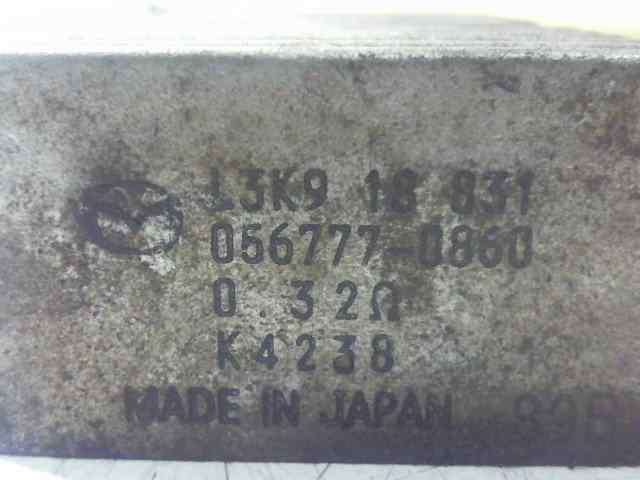 L3K9 18 831
056777-0860
0.32Ω
K4238
MADE IN JAPAN